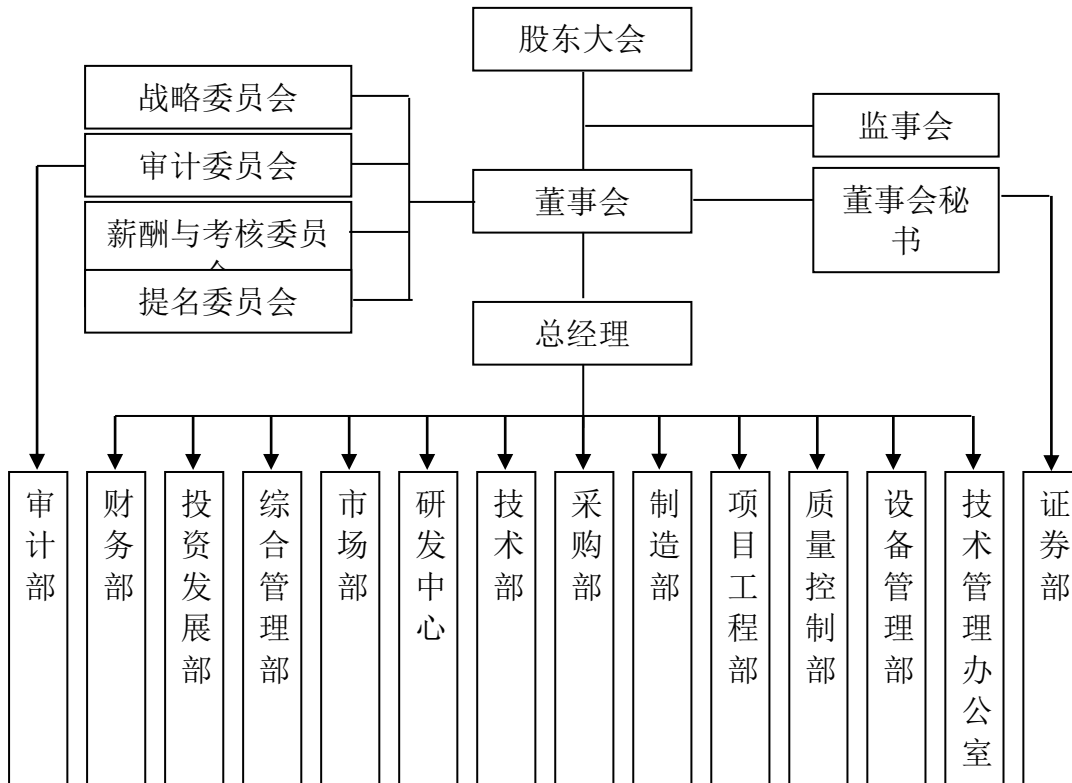 股东大会
战略委员会
监事会
审计委员会
董事会
董事会秘
书
薪酬与考核委员
提名委员会
总经理
审计部
财务部
投资发展部
综合管理部
市场部
研发中心
技术部
采购部
制造部
项目工程部
质量控制部
设备管理部
技术管理办公室
证券部